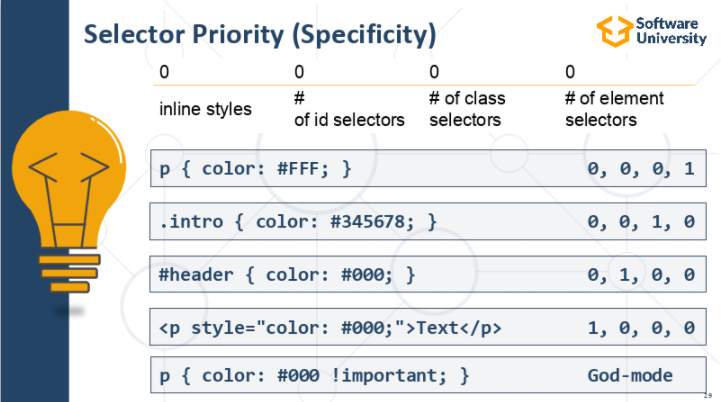 Selector Priority (Specificity)
Software
University
0 0 0 0
inline styles # of id selectors # of class selectors # of element selectors
p { color: #FFF; } 0, 0, 0, 1
.intro { color: #345678; } 0, 0, 1, 0
#header { color: #000; } 0, 1, 0, 0
<p style="color: #000;">Text</p> 1, 0, 0, 0
p { color: #000 !important; } God-mode
29